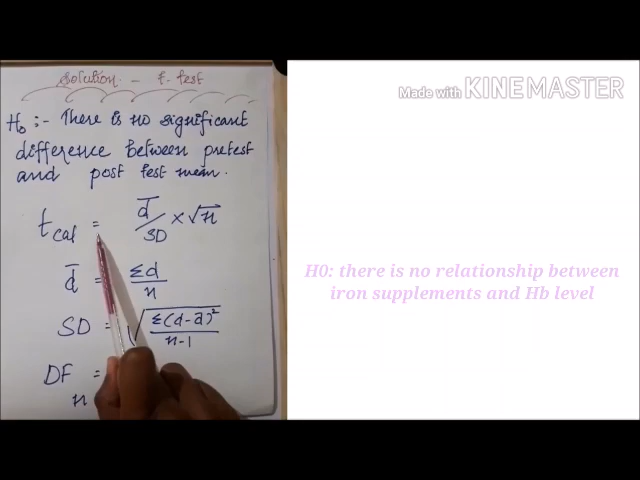 Solution - t-test
H₀ :- There is no significant
difference between pretest
and post test mean.
t cal = d̅/SD × √n
d̅ = Σd/n
SD = √(Σ(d-d̅)²/n-1)
DF =
n
Made with KINEMASTER
H0: there is no relationship between
iron supplements and Hb level